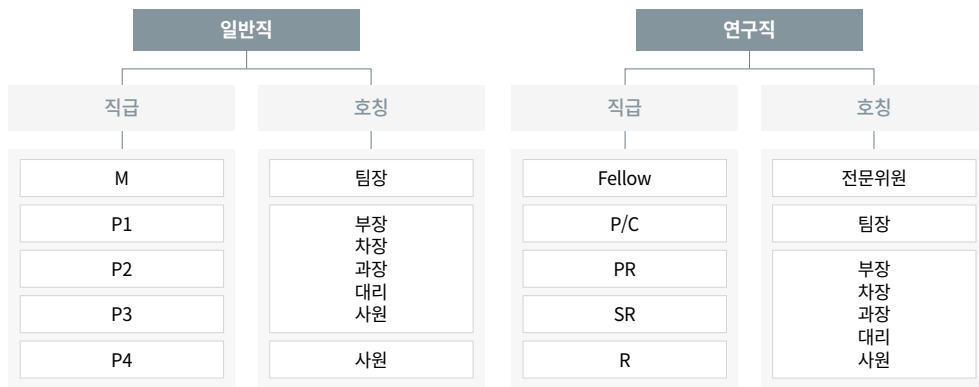 일반직
직급
호칭
M
P1
P2
P3
P4
팀장
부장
차장
과장
대리
사원
사원
연구직
직급
호칭
Fellow
P/C
PR
SR
R
전문위원
팀장
부장
차장
과장
대리
사원